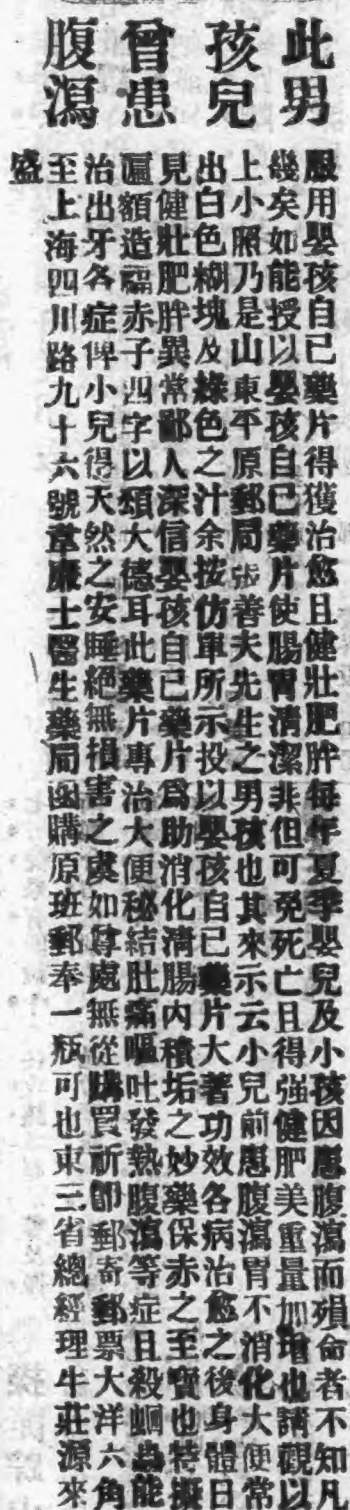 此男
孩兒
曾患
腹瀉
服用嬰孩自己藥片得獲治愈且健壯肥胖每年夏季嬰兒及小孩因患腹瀉而殞命者不知凡
幾矣如能授以嬰孩自己藥片使腸胃清潔非但可免死亡且得强健肥美重量加增也請觀以
上小照乃是山東平原郵局張善夫先生之男孩也其來示云小兒前患腹瀉胃不消化大便常
出白色糊塊及綠色之汁余按仿單所示投以嬰孩自己藥片大著功效各病治愈之後身體日
見健壯肥胖異常鄙人深信嬰孩自己藥片爲助消化清腸內積垢之妙藥保赤之至寶也特擬
匾額造福赤子四字以頌大德耳此藥片專治大便秘結肚痛嘔吐發熱腹瀉等症且殺蛔蟲能
治出牙各症俾小兒得天然之安睡絕無損害之虞如尊處無從購買祈卽郵寄郵票大洋六角
至上海四川路九十六號韋廉士醫生藥局函購原班郵奉一瓶可也東三省總經理牛莊源來
盛